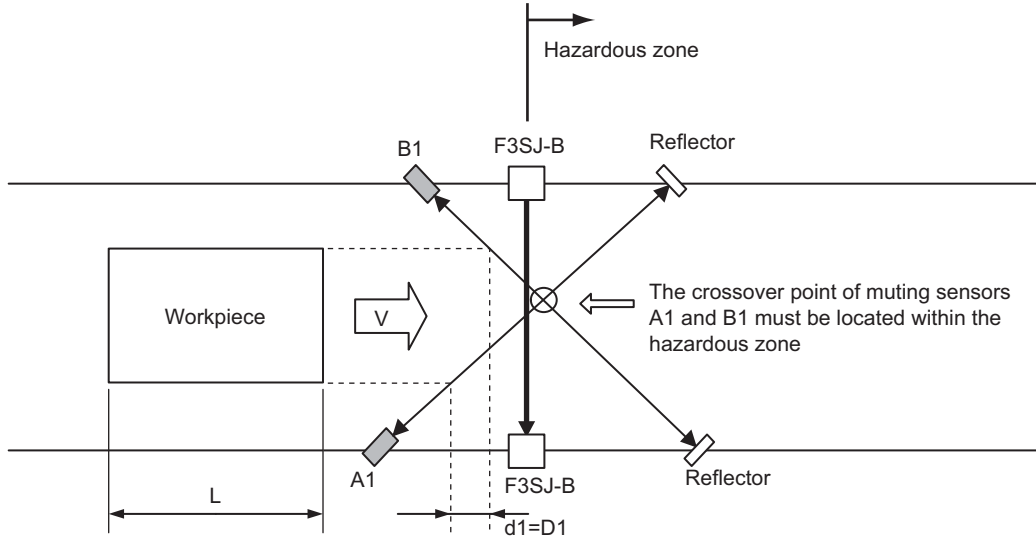 Hazardous zone
F3SJ-B
Reflector
B1
Workpiece
V
The crossover point of muting sensors
A1 and B1 must be located within the
hazardous zone
A1
F3SJ-B
Reflector
L
d1=D1